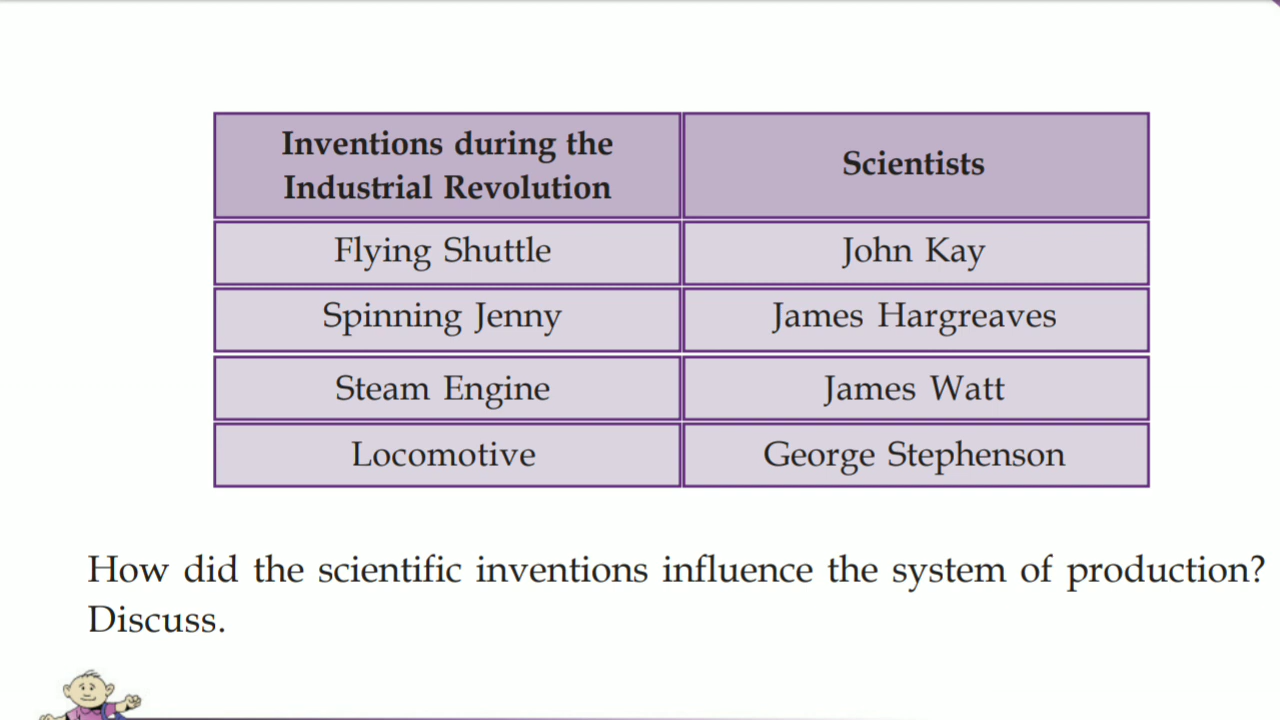 Inventions during the
Industrial Revolution
Scientists
Flying Shuttle
John Kay
Spinning Jenny
James Hargreaves
Steam Engine
James Watt
Locomotive
George Stephenson
How did the scientific inventions influence the system of production?
Discuss.